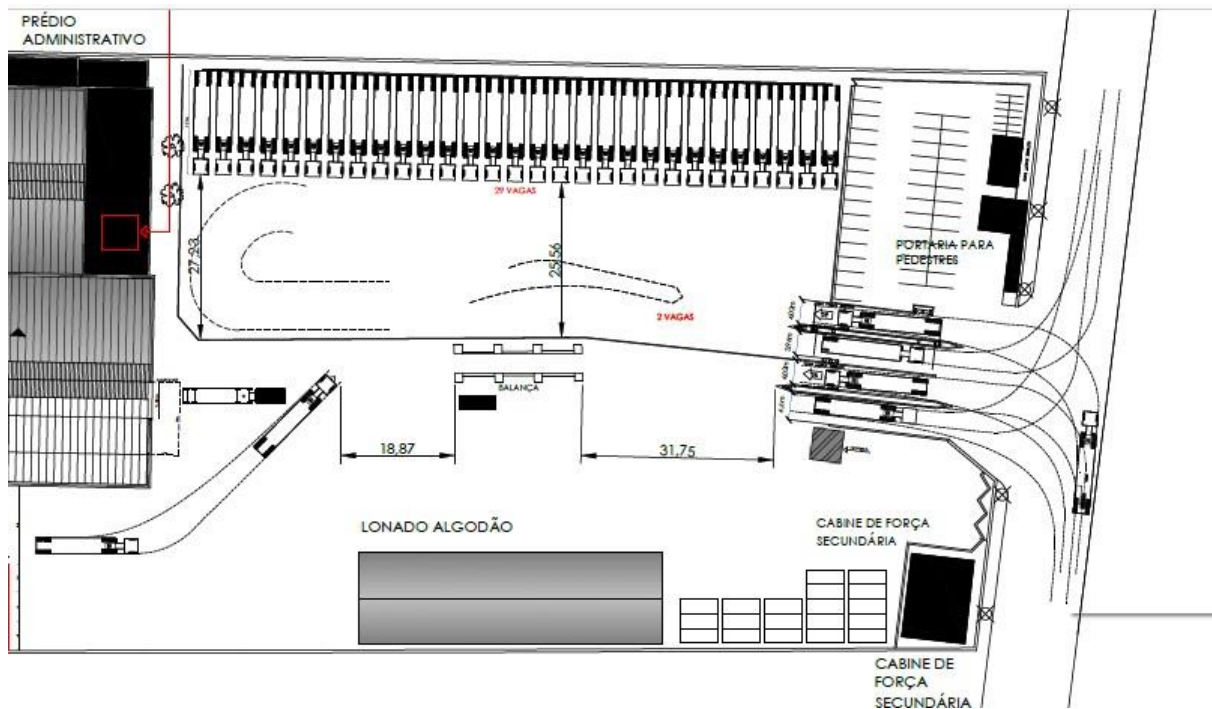 PRÉDIO
ADMINISTRATIVO
29 VAGAS
27,23
25,56
PORTARIA PARA
PEDESTRES
2 VAGAS
BALANÇA
18,87
31,75
LONADO ALGODÃO
CABINE DE FORÇA
SECUNDÁRIA
CABINE DE
FORÇA
SECUNDÁRIA